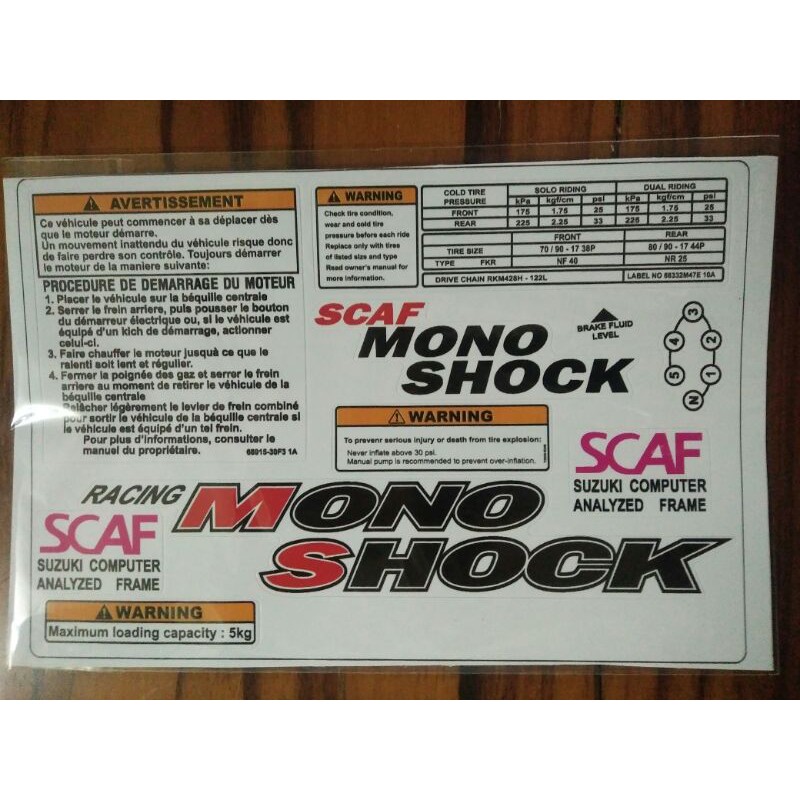 AVERTISSEMENT
Ce véhicule peut commencer à sa déplacer dès
que le moteur démarre.
Un mouvement inattendu du véhicule risque donc
de faire perdre son contrôle. Toujours démarrer
le moteur de la maniere suivante:
PROCEDURE DE DEMARRAGE DU MOTEUR
1. Placer le véhicule sur la béquille centrale
2. Serrer le frein arriere, puis pousser le bouton
du démarreur électrique ou, si le véhicule est
équipé d'un kich de démarrage, actionner
celui-ci.
3. Faire chauffer le moteur jusquà ce que le
ralenti soit lent et régulier.
4. Fermer la poignée des gaz et serrer le frein
arriere au moment de retirer le véhicule de la
béquille centrale
Relâcher légèrement le levier de frein combiné
pour sortir le véhicule de la béquille centrale si
le véhicule est équipé d'un tel frein.
Pour plus d'informations, consulter le
manuel du propriétaire.
68915-39F3 1A
WARNING
Check tire condition,
wear and cold tire
pressure before each ride
Replace only with tires
of listed size and type
Read owner's manual for
more information.
COLD TIRE PRESSURE SOLO RIDING DUAL RIDING
kPa kgf/cm psi kPa kgf/cm psi
FRONT 175 1.75 25 175 1.75 25
REAR 225 2.25 33 225 2.25 33
FRONT REAR
TIRE SIZE 70 / 90 - 17 38P 80 / 90 - 17 44P
TYPE FKR NF 40 NR 25
DRIVE CHAIN RKM428H - 122L LABEL NO 68332M47E 10A
SCAF
MONO
SHOCK
BRAKE FLUID
LEVEL
3
4 2
5 1
N
WARNING
To prevenr serious injury or death from tire explosion:
Never inflate above 30 psi.
Manual pump is recommended to prevent over-inflation.
SCAF
SUZUKI COMPUTER
ANALYZED FRAME
RACING MONO
SHOCK
SCAF
SUZUKI COMPUTER
ANALYZED FRAME
WARNING
Maximum loading capacity : 5kg